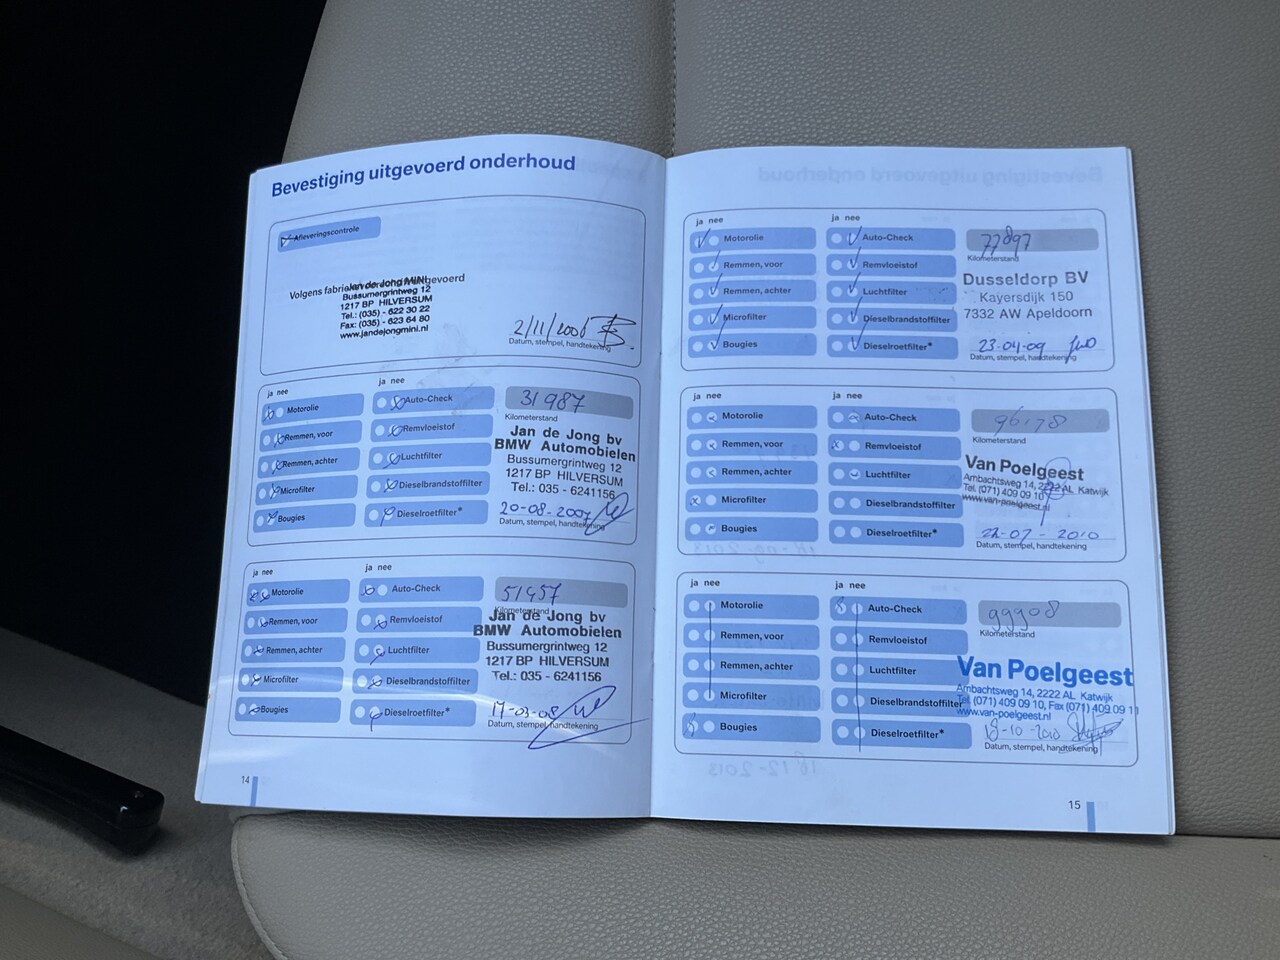 Bevestiging uitgevoerd onderhoud
Afleveringscontrole
Jan de Jong MINI
Bussumergrintweg 12
1217 BP HILVERSUM
Tel.: (035) - 622 30 22
Fax: (035) - 623 64 80
www.jandejongmini.nl
2/11/2006
Datum, stempel, handtekening
ja nee
ja nee
Motorolie
Auto-Check
31987
Kilometerstand
Remmen, voor
Remvloeistof
Jan de Jong bv
BMW Automobielen
Remmen, achter
Luchtfilter
Bussumergrintweg 12
1217 BP HILVERSUM
Microfilter
Dieselbrandstoffilter
Tel.: 035 - 6241156
Bougies
Dieselroetfilter*
20-08-2007
Datum, stempel, handtekening
ja nee
ja nee
Motorolie
Auto-Check
51957
Kilometerstand
Remmen, voor
Remvloeistof
Jan de Jong bv
BMW Automobielen
Remmen, achter
Luchtfilter
Bussumergrintweg 12
1217 BP HILVERSUM
Microfilter
Dieselbrandstoffilter
Tel.: 035 - 6241156
Bougies
Dieselroetfilter*
Datum, stempel, handtekening
14
ja nee
ja nee
Motorolie
Auto-Check
77897
Kilometerstand
Remmen, voor
Remvloeistof
Dusseldorp BV
Remmen, achter
Luchtfilter
Kayersdijk 150
Microfilter
Dieselbrandstoffilter
7332 AW Apeldoorn
Bougies
Dieselroetfilter*
23-04-09
Datum, stempel, handtekening
ja nee
ja nee
Motorolie
Auto-Check
96178
Kilometerstand
Remmen, voor
Remvloeistof
Van Poelgeest
Remmen, achter
Luchtfilter
Ambachtsweg 14, 2222 AL Katwijk
Tel. (071) 409 09 10
www.van-poelgeest.nl
Microfilter
Dieselbrandstoffilter
Bougies
Dieselroetfilter*
22-07-2010
Datum, stempel, handtekening
ja nee
ja nee
Motorolie
Auto-Check
99908
Kilometerstand
Remmen, voor
Remvloeistof
Van Poelgeest
Remmen, achter
Luchtfilter
Ambachtsweg 14, 2222 AL Katwijk
Tel. (071) 409 09 10, Fax (071) 409 09 11
www.van-poelgeest.nl
Microfilter
Dieselbrandstoffilter
Bougies
Dieselroetfilter*
18-10-2010
Datum, stempel, handtekening
15